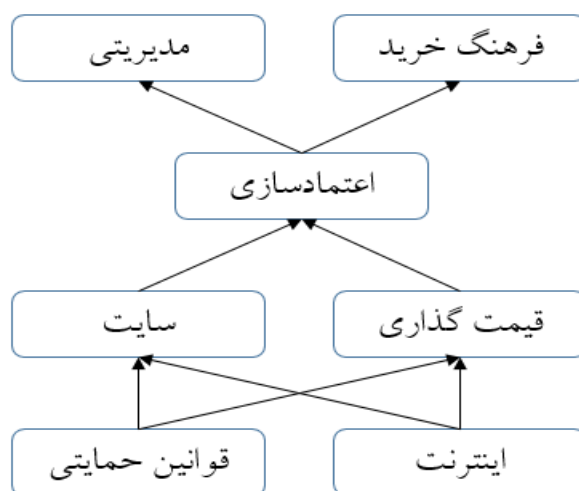 فرهنگ خرید
مدیریتی
اعتمادسازی
قیمت گذاری
سایت
اینترنت
قوانین حمایتی